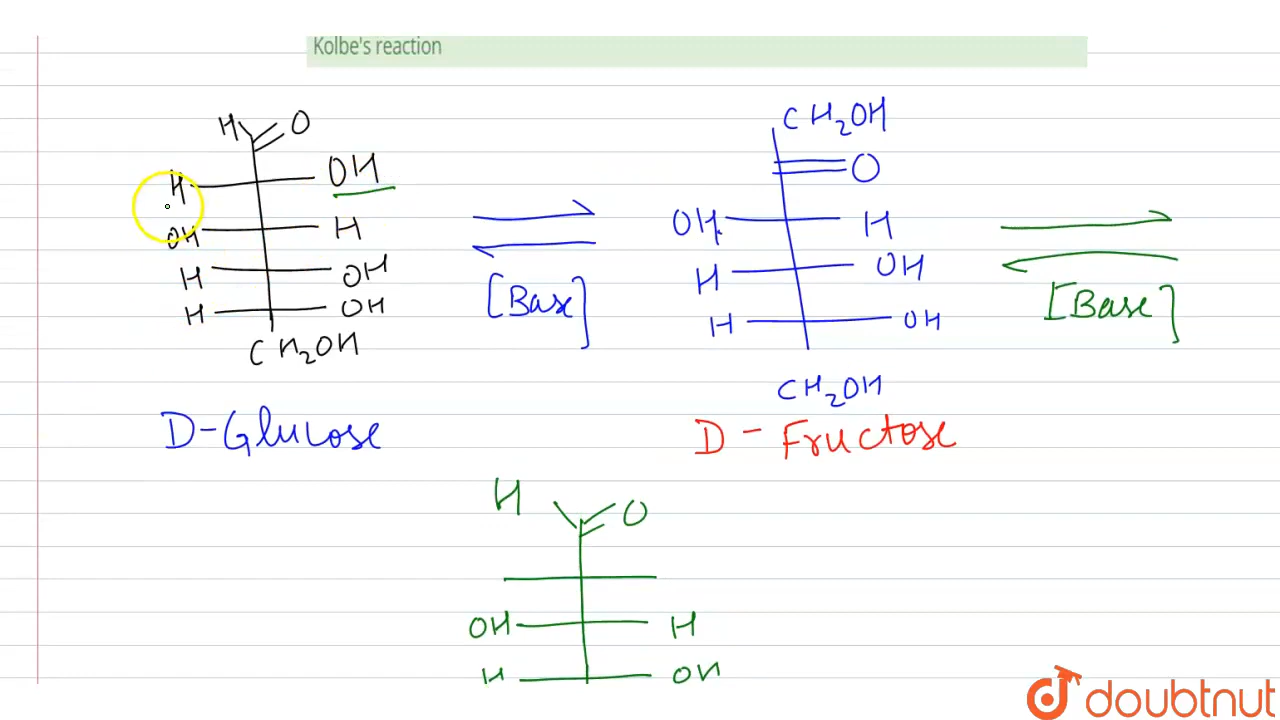 Kolbe's reaction
H O
H OH
OH H
H OH
H OH
CH2OH
D-Glucose
[Base]
CH2OH
O
OH H
H OH
H OH
CH2OH
D - Fructose
[Base]
H O
OH H
H OH
doubtnut